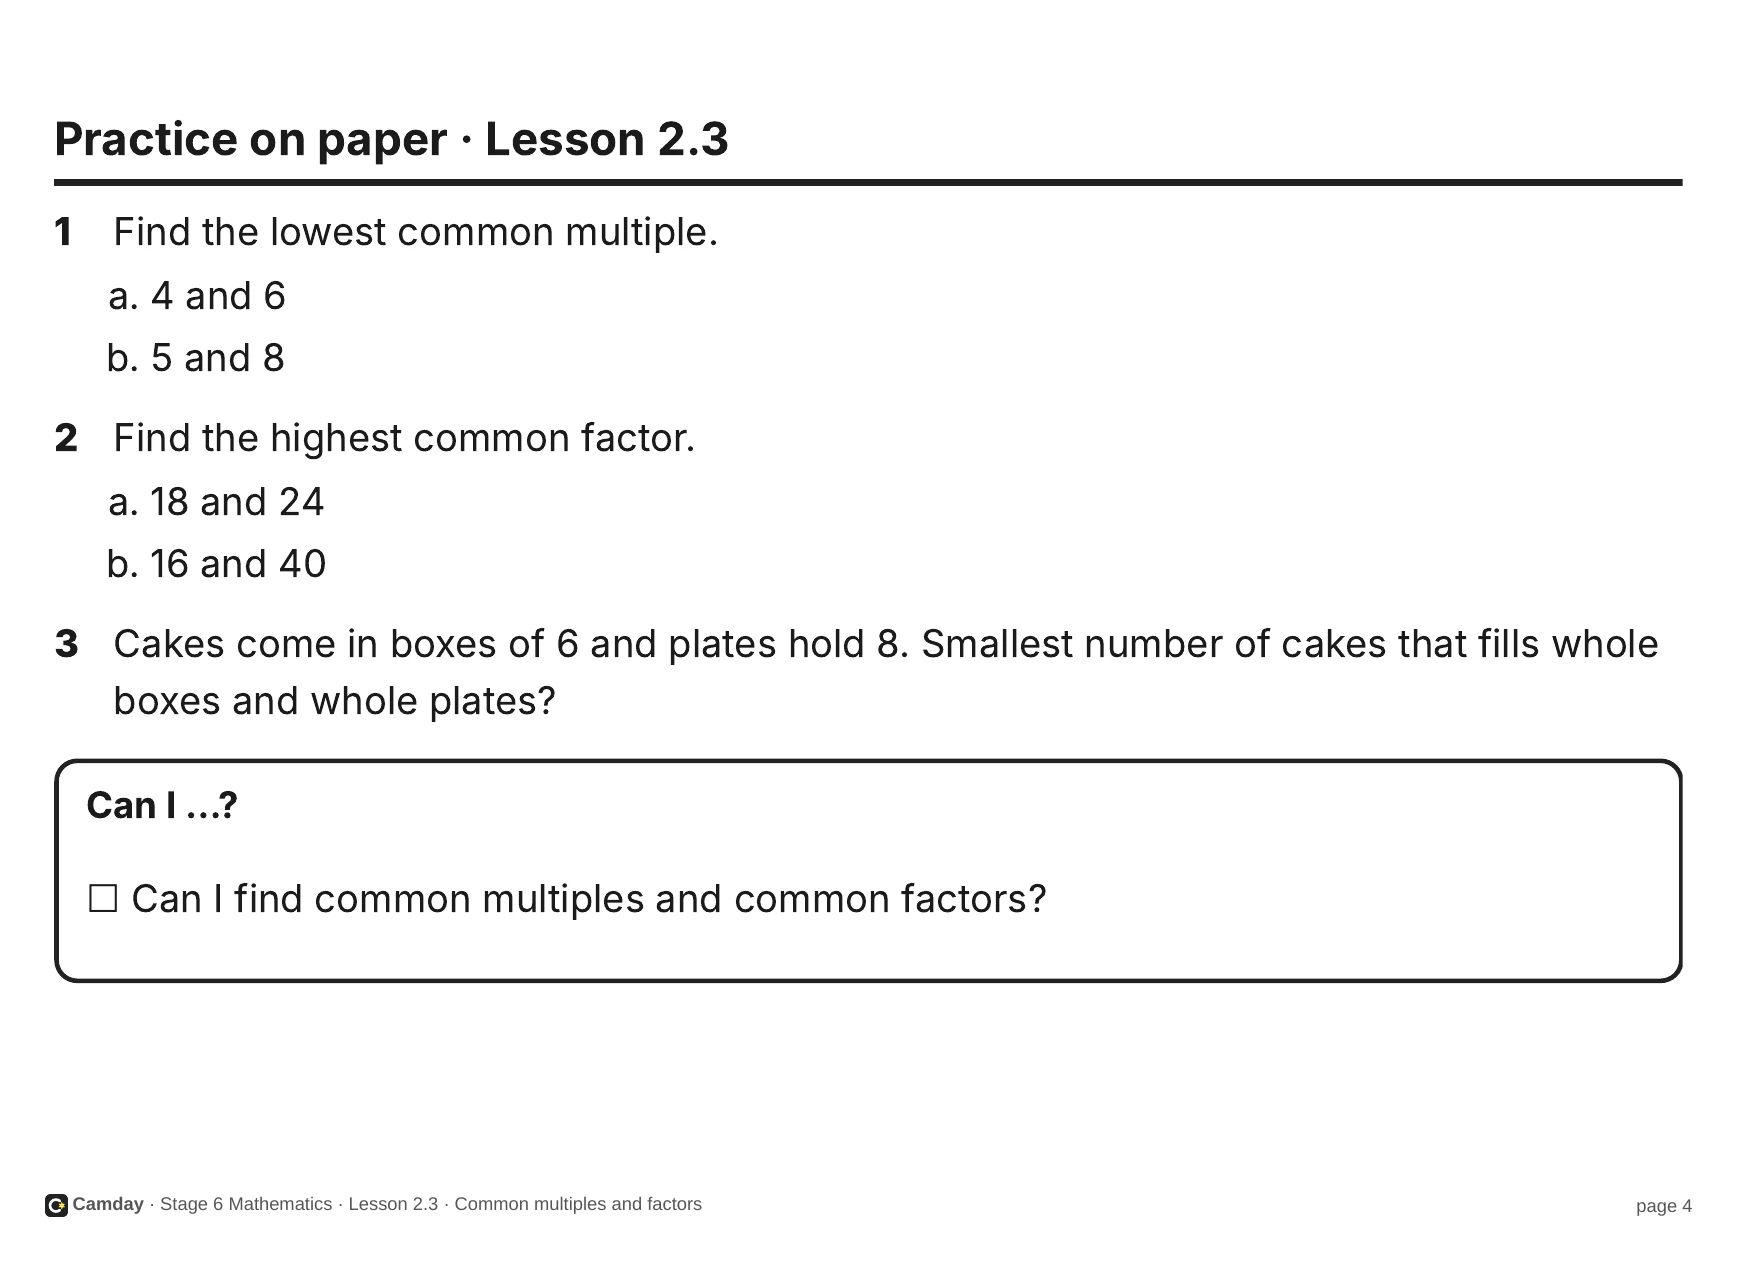 Practice on paper · Lesson 2.3
1 Find the lowest common multiple.
a. 4 and 6
b. 5 and 8
2 Find the highest common factor.
a. 18 and 24
b. 16 and 40
3 Cakes come in boxes of 6 and plates hold 8. Smallest number of cakes that fills whole
boxes and whole plates?
Can I ...?
☐ Can I find common multiples and common factors?
Camday · Stage 6 Mathematics · Lesson 2.3 · Common multiples and factors
page 4